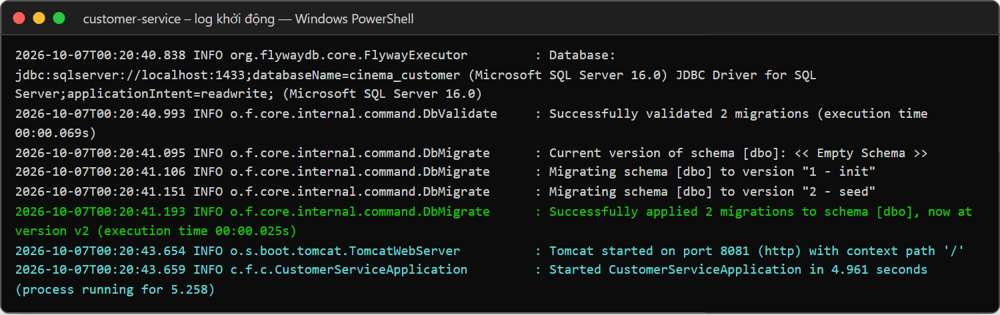 customer-service – log khởi động — Windows PowerShell
2026-10-07T00:20:40.838 INFO org.flywaydb.core.FlywayExecutor         : Database:
jdbc:sqlserver://localhost:1433;databaseName=cinema_customer (Microsoft SQL Server 16.0) JDBC Driver for SQL
Server;applicationIntent=readwrite; (Microsoft SQL Server 16.0)
2026-10-07T00:20:40.993 INFO o.f.core.internal.command.DbValidate     : Successfully validated 2 migrations (execution time
00:00.069s)
2026-10-07T00:20:41.095 INFO o.f.core.internal.command.DbMigrate      : Current version of schema [dbo]: << Empty Schema >>
2026-10-07T00:20:41.106 INFO o.f.core.internal.command.DbMigrate      : Migrating schema [dbo] to version "1 - init"
2026-10-07T00:20:41.151 INFO o.f.core.internal.command.DbMigrate      : Migrating schema [dbo] to version "2 - seed"
2026-10-07T00:20:41.193 INFO o.f.core.internal.command.DbMigrate      : Successfully applied 2 migrations to schema [dbo], now at
version v2 (execution time 00:00.025s)
2026-10-07T00:20:43.654 INFO o.s.boot.tomcat.TomcatWebServer          : Tomcat started on port 8081 (http) with context path '/'
2026-10-07T00:20:43.659 INFO c.f.c.CustomerServiceApplication         : Started CustomerServiceApplication in 4.961 seconds
(process running for 5.258)